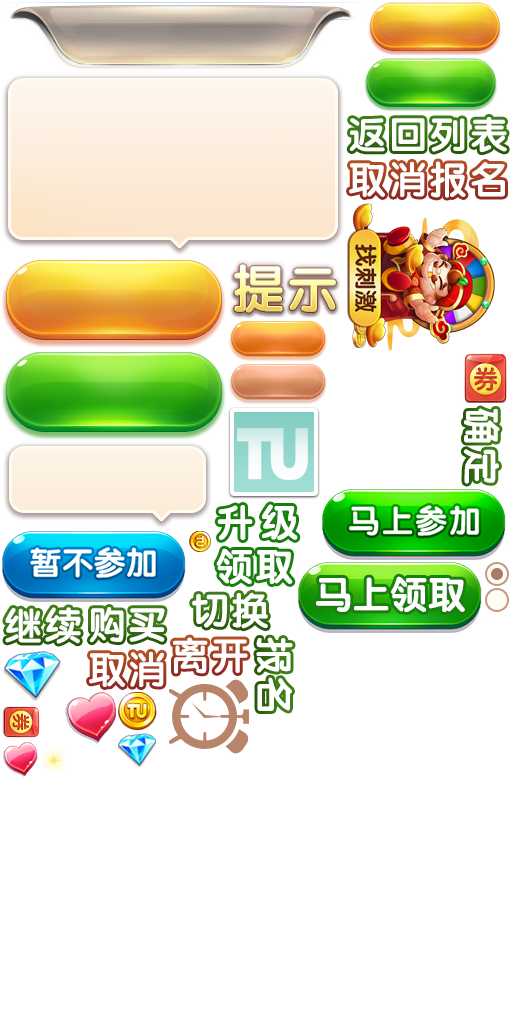 返回列表
取消报名
找刺激
提示
券
确定
TU
马上参加
升级
TU
暂不参加
领取
马上领取
切换
继续购买
离开
报名
取消
TU
券